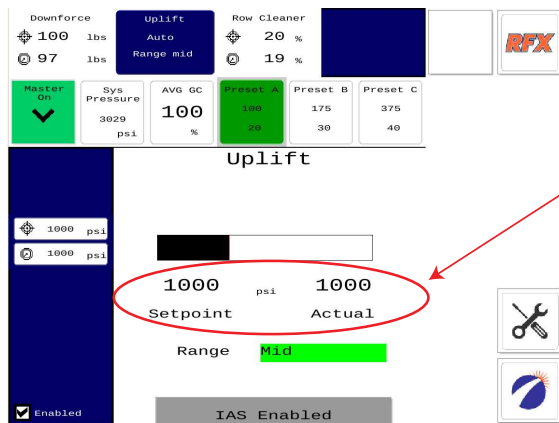 Downforce
100 lbs
97 lbs
Uplift
Auto
Range mid
Row Cleaner
20 %
19 %
RFX
Master
On
Sys
Pressure
3029
psi
AVG GC
100
%
Preset A
100
20
Preset B
175
30
Preset C
375
40
Uplift
1000 psi
1000 psi
1000 psi 1000
Setpoint Actual
Range Mid
Enabled
IAS Enabled